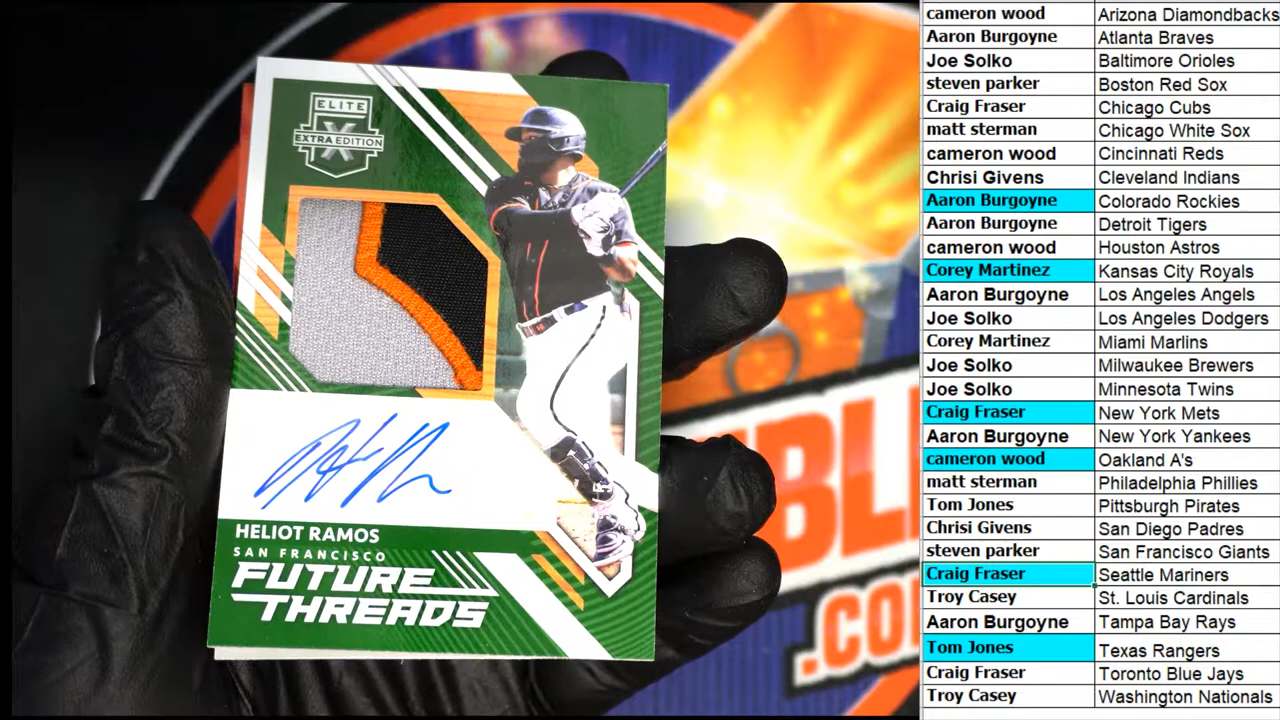 ELITE
X
EXTRA EDITION
HELIOT RAMOS
SAN FRANCISCO
FUTURE
THREADS
BL
.CO
cameron wood Arizona Diamondbacks
Aaron Burgoyne Atlanta Braves
Joe Solko Baltimore Orioles
steven parker Boston Red Sox
Craig Fraser Chicago Cubs
matt sterman Chicago White Sox
cameron wood Cincinnati Reds
Chrisi Givens Cleveland Indians
Aaron Burgoyne Colorado Rockies
Aaron Burgoyne Detroit Tigers
cameron wood Houston Astros
Corey Martinez Kansas City Royals
Aaron Burgoyne Los Angeles Angels
Joe Solko Los Angeles Dodgers
Corey Martinez Miami Marlins
Joe Solko Milwaukee Brewers
Joe Solko Minnesota Twins
Craig Fraser New York Mets
Aaron Burgoyne New York Yankees
cameron wood Oakland A's
matt sterman Philadelphia Phillies
Tom Jones Pittsburgh Pirates
Chrisi Givens San Diego Padres
steven parker San Francisco Giants
Craig Fraser Seattle Mariners
Troy Casey St. Louis Cardinals
Aaron Burgoyne Tampa Bay Rays
Tom Jones Texas Rangers
Craig Fraser Toronto Blue Jays
Troy Casey Washington Nationals